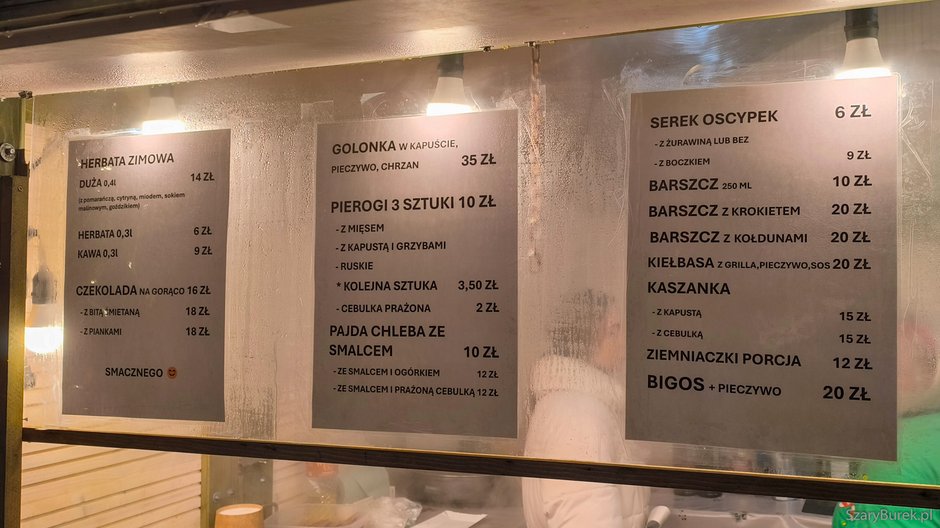 HERBATA ZIMOWA
DUŻA 0,4l 14 ZŁ
(z pomarańczą, cytryną, miodem, sokiem
malinowym, goździkiem)
HERBATA 0,3l 6 ZŁ
KAWA 0,3l 9 ZŁ
CZEKOLADA NA GORĄCO 16 ZŁ
- Z BITĄ ŚMIETANĄ 18 ZŁ
- Z PIANKAMI 18 ZŁ
SMACZNEGO
GOLONKA W KAPUŚCIE,
PIECZYWO, CHRZAN 35 ZŁ
PIEROGI 3 SZTUKI 10 ZŁ
- Z MIĘSEM
- Z KAPUSTĄ I GRZYBAMI
- RUSKIE
* KOLEJNA SZTUKA 3,50 ZŁ
- CEBULKA PRAŻONA 2 ZŁ
PAJDA CHLEBA ZE
SMALCEM 10 ZŁ
- ZE SMALCEM I OGÓRKIEM 12 ZŁ
- ZE SMALCEM I PRAŻONĄ CEBULKĄ 12 ZŁ
SEREK OSCYPEK 6 ZŁ
- Z ŻURAWINĄ LUB BEZ
- Z BOCZKIEM 9 ZŁ
BARSZCZ 250 ML 10 ZŁ
BARSZCZ Z KROKIETEM 20 ZŁ
BARSZCZ Z KOŁDUNAMI 20 ZŁ
KIEŁBASA Z GRILLA,PIECZYWO,SOS 20 ZŁ
KASZANKA
- Z KAPUSTĄ 15 ZŁ
- Z CEBULKĄ 15 ZŁ
ZIEMNIACZKI PORCJA 12 ZŁ
BIGOS + PIECZYWO 20 ZŁ
SzaryBurek.pl